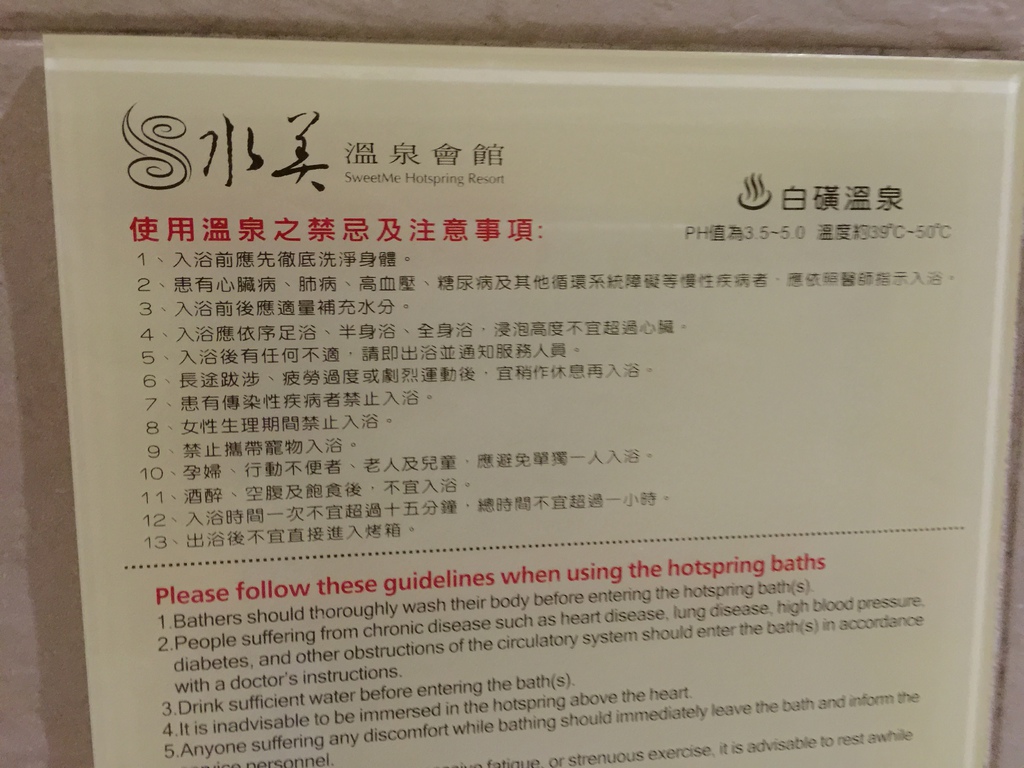 水美 溫泉會館
SweetMe Hotspring Resort
白磺溫泉
PH值為3.5~5.0 溫度約39℃~50℃
使用溫泉之禁忌及注意事項:
1、入浴前應先徹底洗淨身體。
2、患有心臟病、肺病、高血壓、糖尿病及其他循環系統障礙等慢性疾病者,應依照醫師指示入浴。
3、入浴前後應適量補充水分。
4、入浴應依序足浴、半身浴、全身浴,浸泡高度不宜超過心臟。
5、入浴後有任何不適,請即出浴並通知服務人員。
6、長途跋涉、疲勞過度或劇烈運動後,宜稍作休息再入浴。
7、患有傳染性疾病者禁止入浴。
8、女性生理期間禁止入浴。
9、禁止攜帶寵物入浴。
10、孕婦、行動不便者、老人及兒童,應避免單獨一人入浴。
11、酒醉、空腹及飽食後,不宜入浴。
12、入浴時間一次不宜超過十五分鐘,總時間不宜超過一小時。
13、出浴後不宜直接進入烤箱。
Please follow these guidelines when using the hotspring baths
1.Bathers should thoroughly wash their body before entering the hotspring bath(s).
2.People suffering from chronic disease such as heart disease, lung disease, high blood pressure,
diabetes, and other obstructions of the circulatory system should enter the bath(s) in accordance
with a doctor's instructions.
3.Drink sufficient water before entering the bath(s).
4.It is inadvisable to be immersed in the hotspring above the heart.
5.Anyone suffering any discomfort while bathing should immediately leave the bath and inform the
personnel.
fatigue, or strenuous exercise, it is advisable to rest awhile